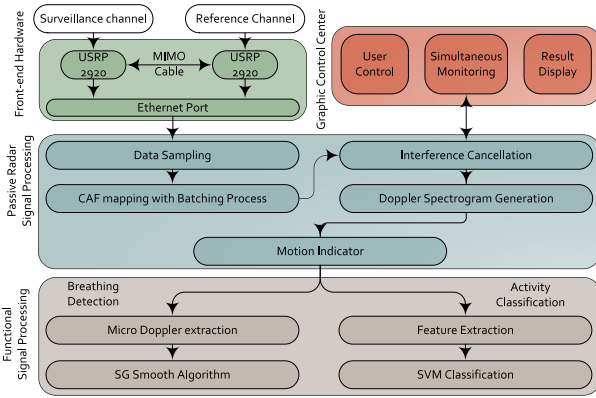 Surveillance channel
Reference Channel
Front-end Hardware
USRP
2920
MIMO
Cable
USRP
2920
Ethernet Port
Graphic Control Center
User
Control
Simultaneous
Monitoring
Result
Display
Passive Radar
Signal Processing
Data Sampling
Interference Cancellation
CAF mapping with Batching Process
Doppler Spectrogram Generation
Motion Indicator
Functional
Signal Processing
Breathing
Detection
Activity
Classification
Micro Doppler extraction
Feature Extraction
SG Smooth Algorithm
SVM Classification